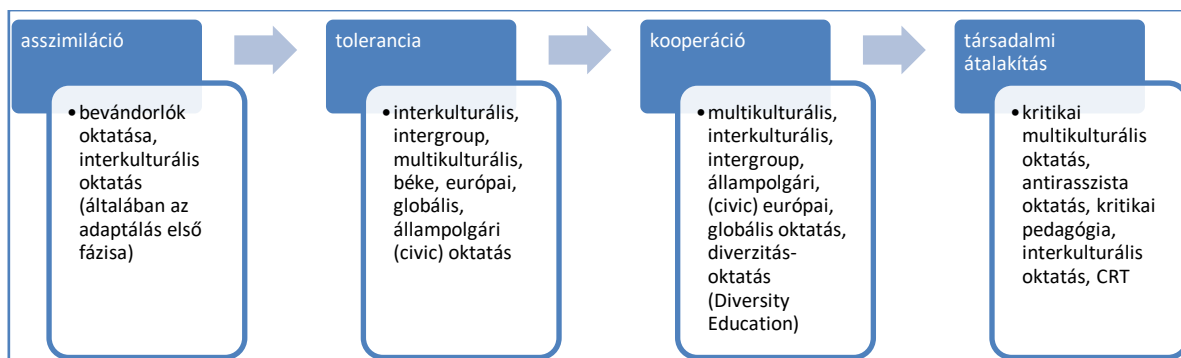 asszimiláció
•bevándorlók
oktatása,
interkulturális
oktatás
(általában az
adaptálás első
fázisa)
tolerancia
•interkulturális,
intergroup,
multikulturális,
béke, európai,
globális,
állampolgári
(civic) oktatás
kooperáció
•multikulturális,
interkulturális,
intergroup,
állampolgári,
(civic) európai,
globális oktatás,
diverzitás-
oktatás
(Diversity
Education)
társadalmi
átalakítás
•kritikai
multikulturális
oktatás,
antirasszista
oktatás, kritikai
pedagógia,
interkulturális
oktatás, CRT